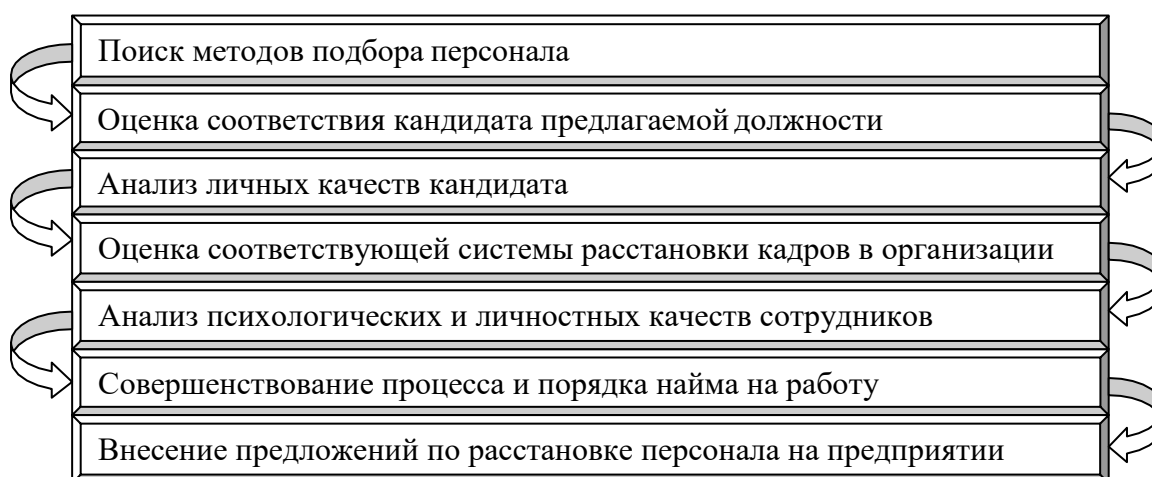 Поиск методов подбора персонала
Оценка соответствия кандидата предлагаемой должности
Анализ личных качеств кандидата
Оценка соответствующей системы расстановки кадров в организации
Анализ психологических и личностных качеств сотрудников
Совершенствование процесса и порядка найма на работу
Внесение предложений по расстановке персонала на предприятии